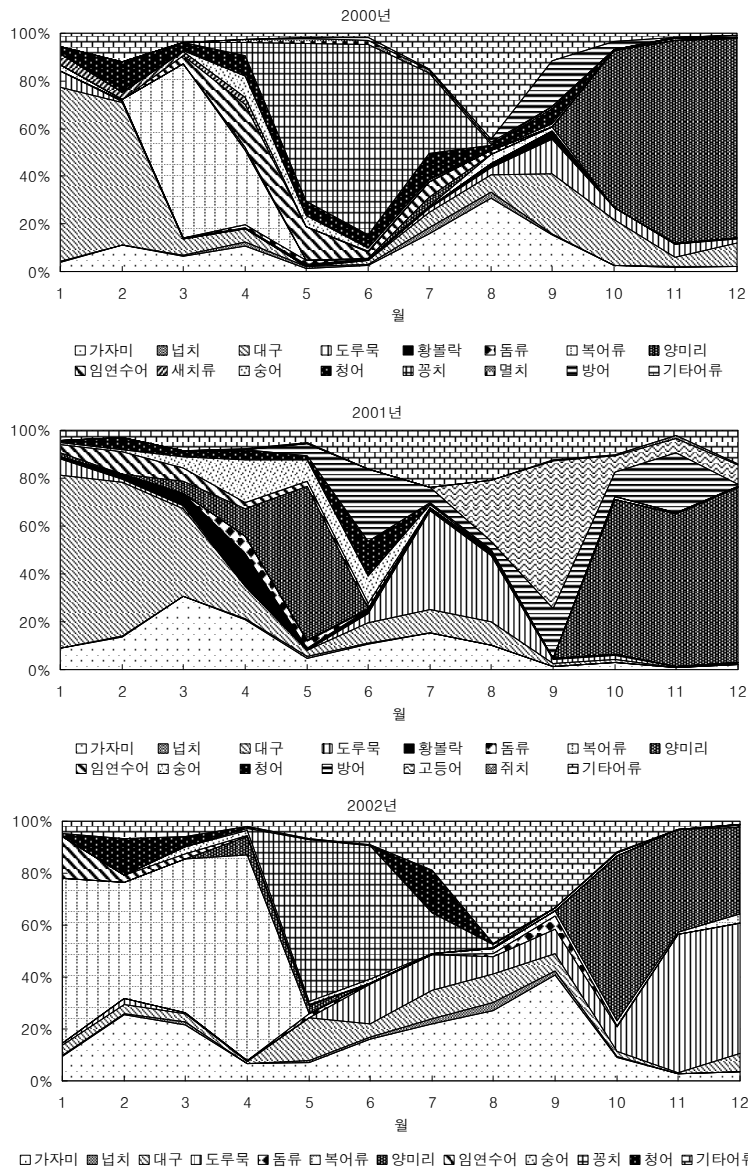 2000년
100%
80%
60%
40%
20%
0%
1 2 3 4 5 6 7 8 9 10 11 12
월
가자미 넙치 대구 도루묵 황볼락 돔류 복어류 양미리
임연수어 새치류 숭어 청어 꽁치 멸치 방어 기타어류
2001년
100%
80%
60%
40%
20%
0%
1 2 3 4 5 6 7 8 9 10 11 12
월
가자미 넙치 대구 도루묵 황볼락 돔류 복어류 양미리
임연수어 숭어 청어 방어 고등어 쥐치 기타어류
2002년
100%
80%
60%
40%
20%
0%
1 2 3 4 5 6 7 8 9 10 11 12
월
가자미 넙치 대구 도루묵 돔류 복어류 양미리 임연수어 숭어 꽁치 청어 기타어류